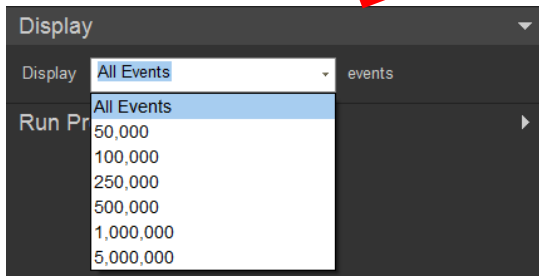 Display
Display All Events events
All Events
Run Pr
50,000
100,000
250,000
500,000
1,000,000
5,000,000